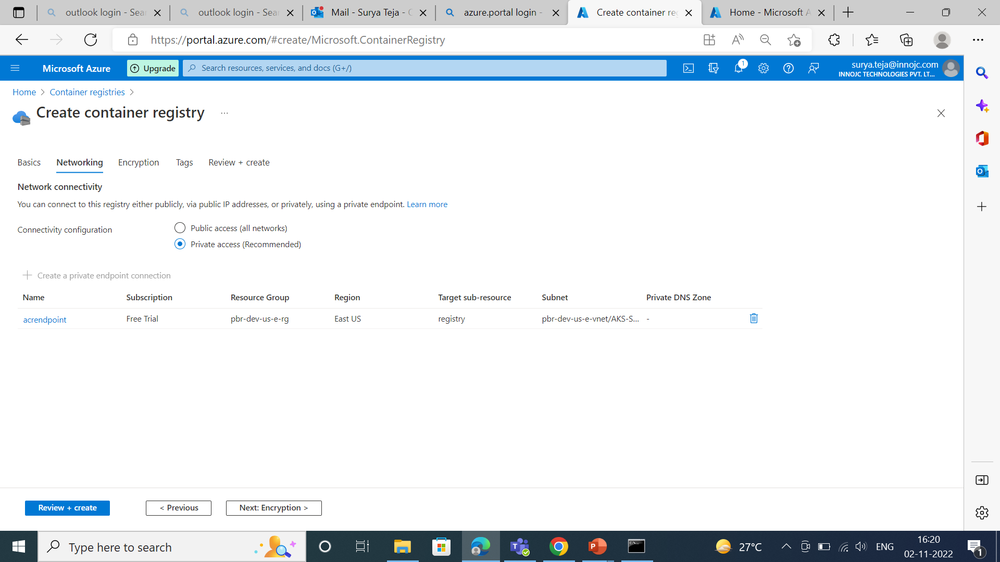 outlook login - Sea
outlook login - Sea
Mail - Surya Teja - O
azure.portal login -
Create container reg
Home - Microsoft A
https://portal.azure.com/#create/Microsoft.ContainerRegistry
Microsoft Azure
Upgrade
Search resources, services, and docs (G+/)
1
surya.teja@innojc.com
INNOJC TECHNOLOGIES PVT. LT...
Home > Container registries >
Create container registry ...
Basics Networking Encryption Tags Review + create
Network connectivity
You can connect to this registry either publicly, via public IP addresses, or privately, using a private endpoint. Learn more
Connectivity configuration
Public access (all networks)
Private access (Recommended)
+ Create a private endpoint connection
Name Subscription Resource Group Region Target sub-resource Subnet Private DNS Zone
acrendpoint Free Trial pbr-dev-us-e-rg East US registry pbr-dev-us-e-vnet/AKS-S... -
Review + create < Previous Next: Encryption >
Type here to search
27°C
ENG
16:20
02-11-2022
1